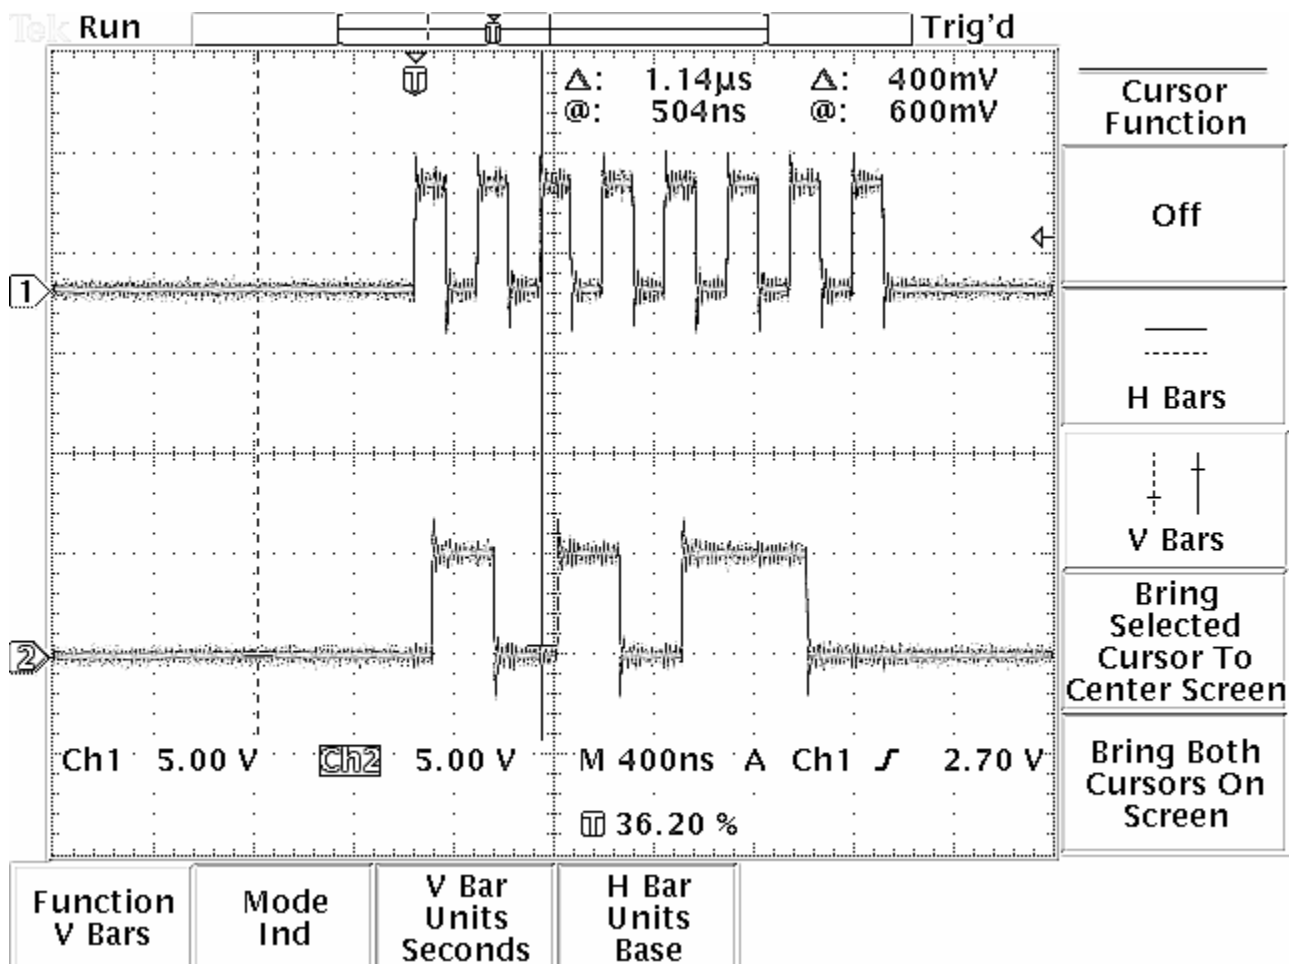 Tek Run Trig'd
Δ: 1.14µs Δ: 400mV
@: 504ns @: 600mV
Cursor
Function
Off
1
H Bars
V Bars
2
Bring
Selected
Cursor To
Center Screen
Ch1 5.00 V Ch2 5.00 V M 400ns A Ch1 2.70 V
T 36.20 %
Bring Both
Cursors On
Screen
Function
V Bars
Mode
Ind
V Bar
Units
Seconds
H Bar
Units
Base